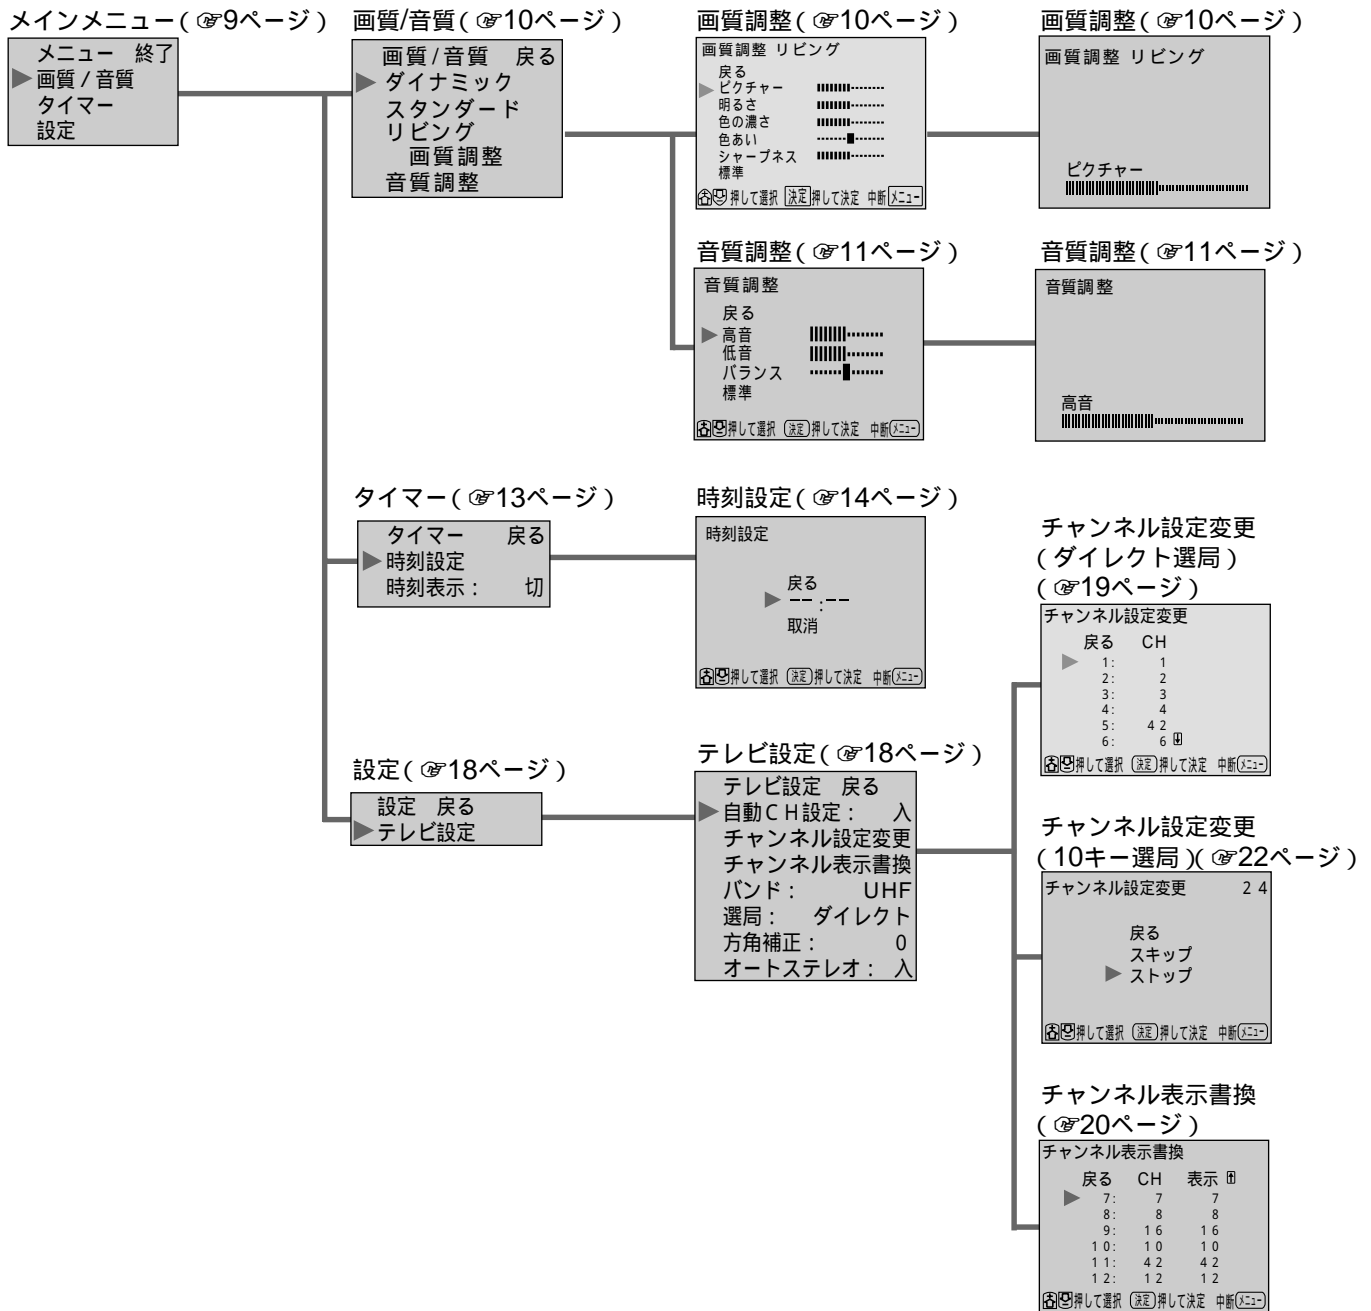 メインメニュー(☞9ページ)
メニュー 終了
画質/音質
タイマー
設定
画質/音質(☞10ページ)
画質/音質 戻る
ダイナミック
スタンダード
リビング
画質調整
音質調整
画質調整(☞10ページ)
画質調整 リビング
戻る
ピクチャー
明るさ
色の濃さ
色あい
シャープネス
標準
押して選択 決定 押して決定 中断 メニュー
画質調整(☞10ページ)
画質調整 リビング
ピクチャー
音質調整(☞11ページ)
音質調整
戻る
高音
低音
バランス
標準
押して選択 決定 押して決定 中断 メニュー
音質調整(☞11ページ)
音質調整
高音
タイマー(☞13ページ)
タイマー 戻る
時刻設定
時刻表示: 切
時刻設定(☞14ページ)
時刻設定
戻る
--:--
取消
押して選択 決定 押して決定 中断 メニュー
設定(☞18ページ)
設定 戻る
テレビ設定
テレビ設定(☞18ページ)
テレビ設定 戻る
自動CH設定: 入
チャンネル設定変更
チャンネル表示書換
バンド: UHF
選局: ダイレクト
方角補正: 0
オートステレオ: 入
チャンネル設定変更
(ダイレクト選局)
(☞19ページ)
チャンネル設定変更
戻る CH
1: 1
2: 2
3: 3
4: 4
5: 42
6: 6
押して選択 決定 押して決定 中断 メニュー
チャンネル設定変更
(10キー選局)(☞22ページ)
チャンネル設定変更 24
戻る
スキップ
ストップ
押して選択 決定 押して決定 中断 メニュー
チャンネル表示書換
(☞20ページ)
チャンネル表示書換
戻る CH 表示
7: 7 7
8: 8 8
9: 16 16
10: 10 10
11: 42 42
12: 12 12
押して選択 決定 押して決定 中断 メニュー